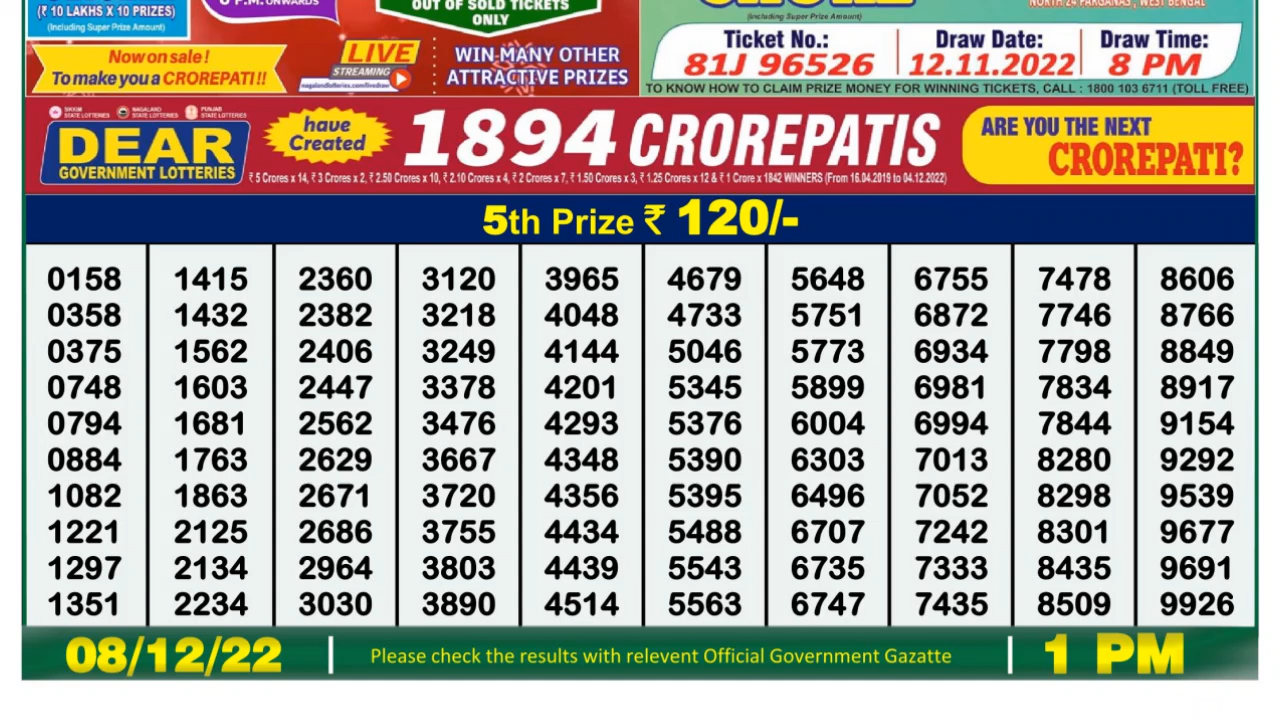 (₹ 10 LAKHS X 10 PRIZES)
(Including Super Prize Amount)
P.M. ONWARDS
OUT OF SOLD TICKETS
ONLY
Now on sale !
To make you a CROREPATI !!
LIVE
STREAMING
nagalandlotteries.com/livedraw
WIN MANY OTHER
ATTRACTIVE PRIZES
(Including Super Prize Amount)
NORTH 24 PARGANAS , WEST BENGAL
Ticket No.: Draw Date: Draw Time:
81J 96526 12.11.2022 8 PM
TO KNOW HOW TO CLAIM PRIZE MONEY FOR WINNING TICKETS, CALL : 1800 103 6711 (TOLL FREE)
SIKKIM STATE LOTTERIES NAGALAND STATE LOTTERIES PUNJAB STATE LOTTERIES
DEAR
GOVERNMENT LOTTERIES
have
Created
1894 CROREPATIS
₹ 5 Crores x 14, ₹ 3 Crores x 2, ₹ 2.50 Crores x 10, ₹ 2.10 Crores x 4, ₹ 2 Crores x 7, ₹ 1.50 Crores x 3, ₹ 1.25 Crores x 12 & ₹ 1 Crore x 1842 WINNERS (From 16.04.2019 to 04.12.2022)
ARE YOU THE NEXT
CROREPATI?
5th Prize ₹ 120/-
0158 1415 2360 3120 3965 4679 5648 6755 7478 8606
0358 1432 2382 3218 4048 4733 5751 6872 7746 8766
0375 1562 2406 3249 4144 5046 5773 6934 7798 8849
0748 1603 2447 3378 4201 5345 5899 6981 7834 8917
0794 1681 2562 3476 4293 5376 6004 6994 7844 9154
0884 1763 2629 3667 4348 5390 6303 7013 8280 9292
1082 1863 2671 3720 4356 5395 6496 7052 8298 9539
1221 2125 2686 3755 4434 5488 6707 7242 8301 9677
1297 2134 2964 3803 4439 5543 6735 7333 8435 9691
1351 2234 3030 3890 4514 5563 6747 7435 8509 9926
08/12/22 Please check the results with relevent Official Government Gazatte 1 PM